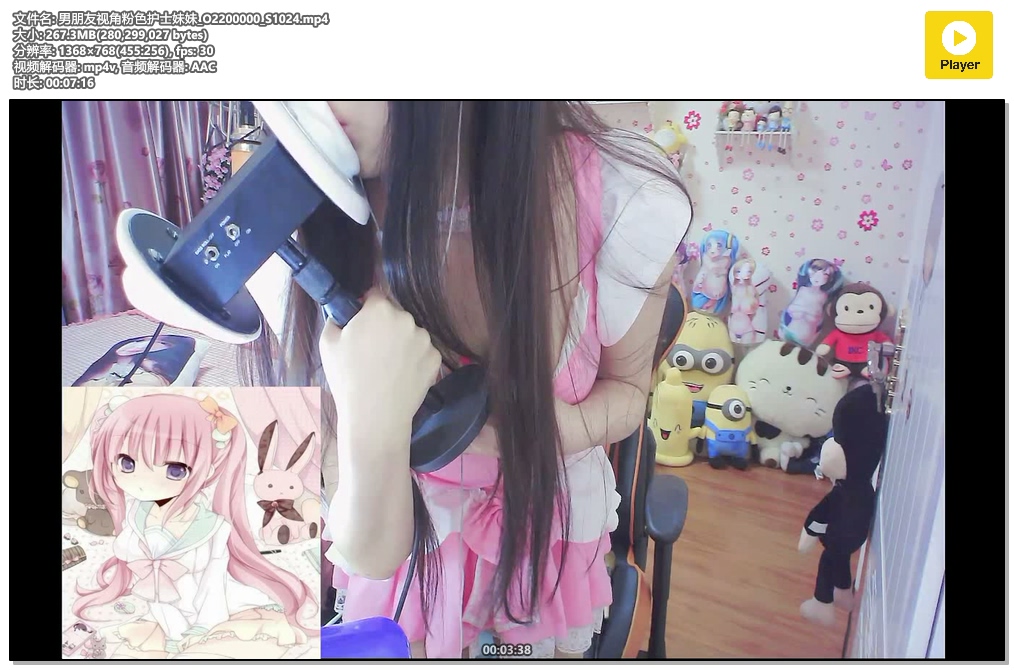 文件名: 男朋友视角粉色护士妹妹_O2200000_S1024.mp4
大小: 267.3MB(280,299,027 bytes)
分辨率: 1368×768(455:256), fps: 30
视频解码器: mp4v, 音频解码器: AAC
时长: 00:07:16
Player
00:03:38